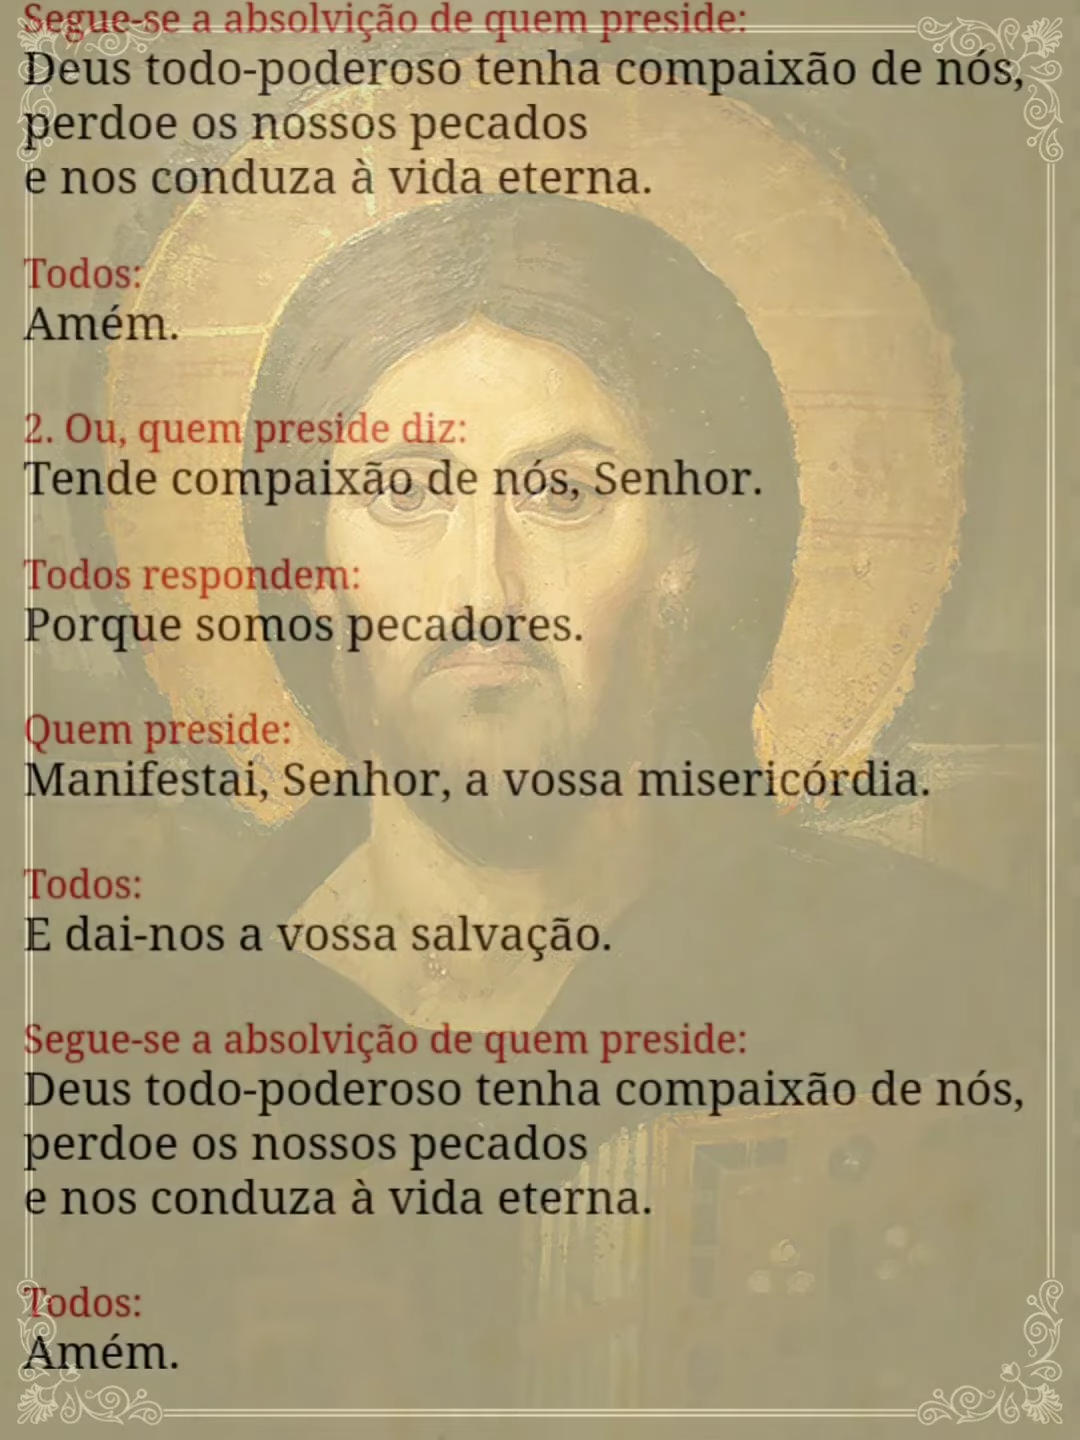 Segue-se a absolvição de quem preside:
Deus todo-poderoso tenha compaixão de nós,
perdoe os nossos pecados
e nos conduza à vida eterna.
Todos:
Amém.
2. Ou, quem preside diz:
Tende compaixão de nós, Senhor.
Todos respondem:
Porque somos pecadores.
Quem preside:
Manifestai, Senhor, a vossa misericórdia.
Todos:
E dai-nos a vossa salvação.
Segue-se a absolvição de quem preside:
Deus todo-poderoso tenha compaixão de nós,
perdoe os nossos pecados
e nos conduza à vida eterna.
Todos:
Amém.